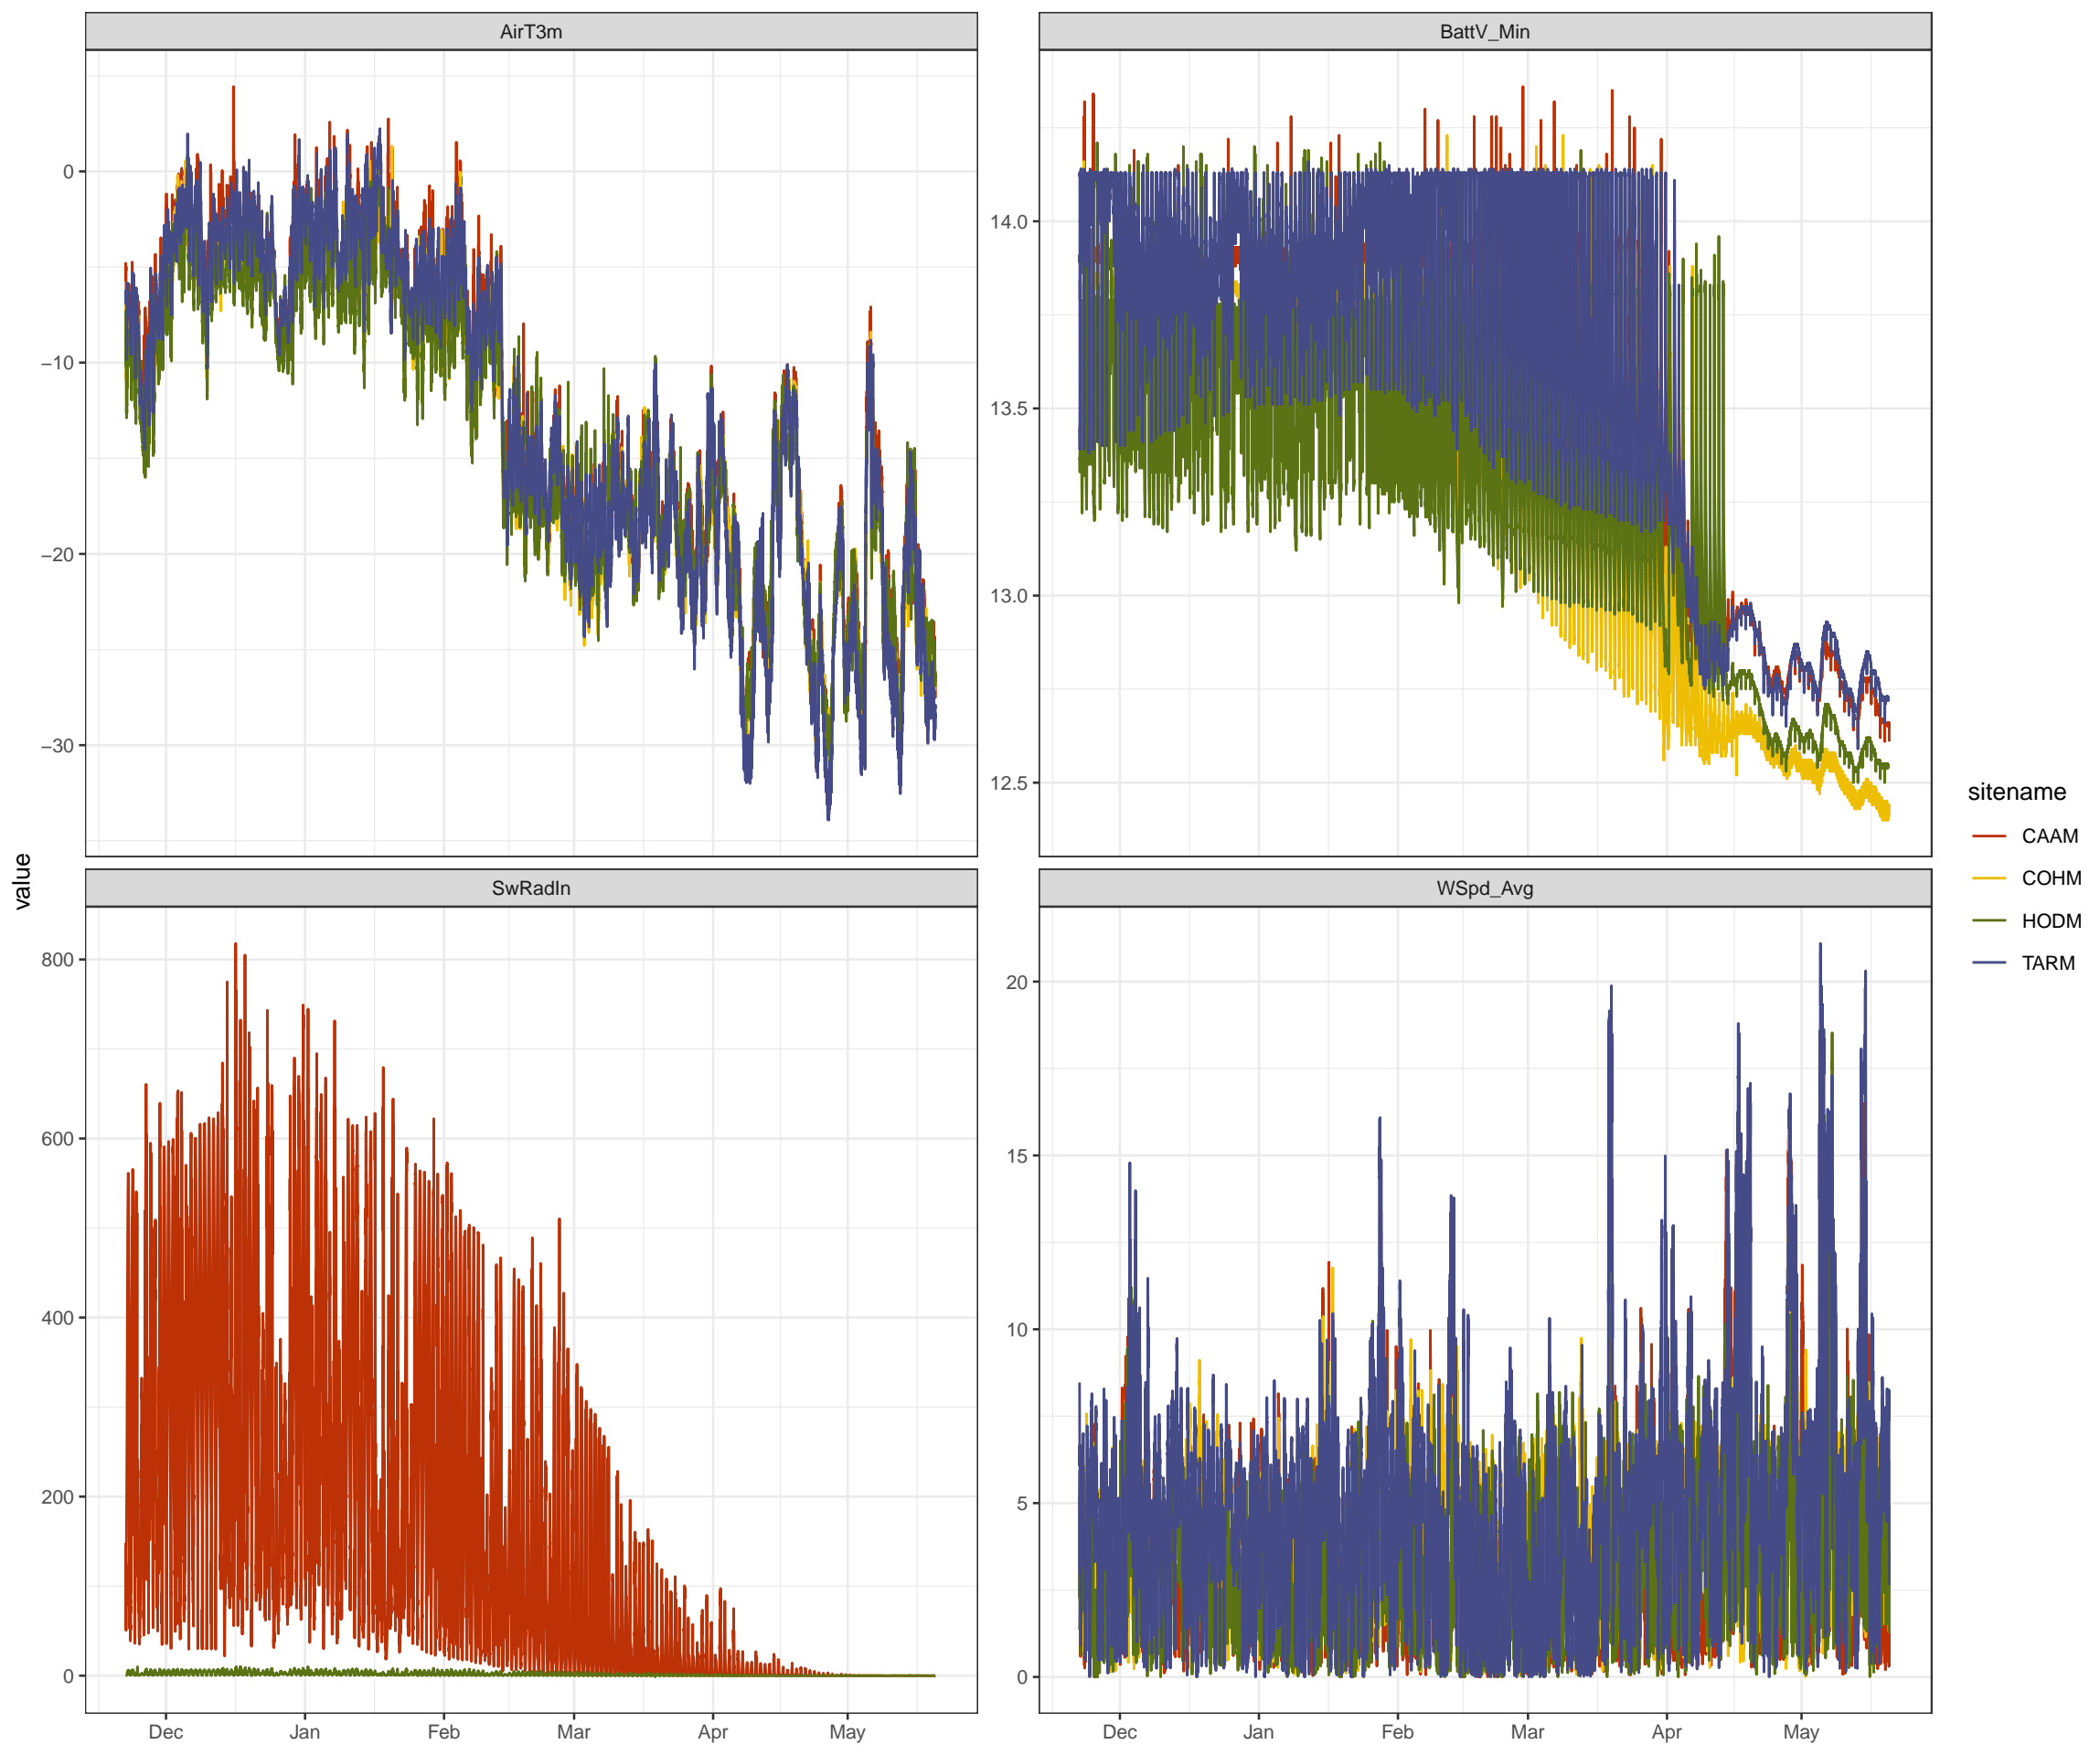 AirT3m
BattV_Min
0
−10
−20
−30
14.0
13.5
13.0
12.5
SwRadIn
WSpd_Avg
800
600
400
200
0
20
15
10
5
0
Dec Jan Feb Mar Apr May
Dec Jan Feb Mar Apr May
value
sitename
CAAM
COHM
HODM
TARM